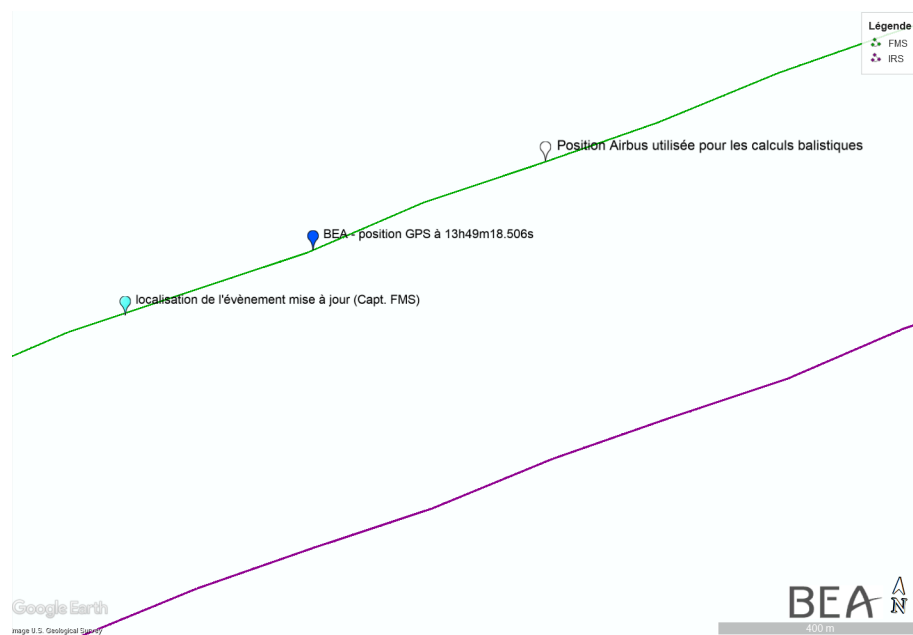 Légende
FMS
IRS
Position Airbus utilisée pour les calculs balistiques
BEA - position GPS à 13h49m18.506s
localisation de l'évènement mise à jour (Capt. FMS)
Google Earth
mage U.S. Geological Survey
BEA
N
400 m